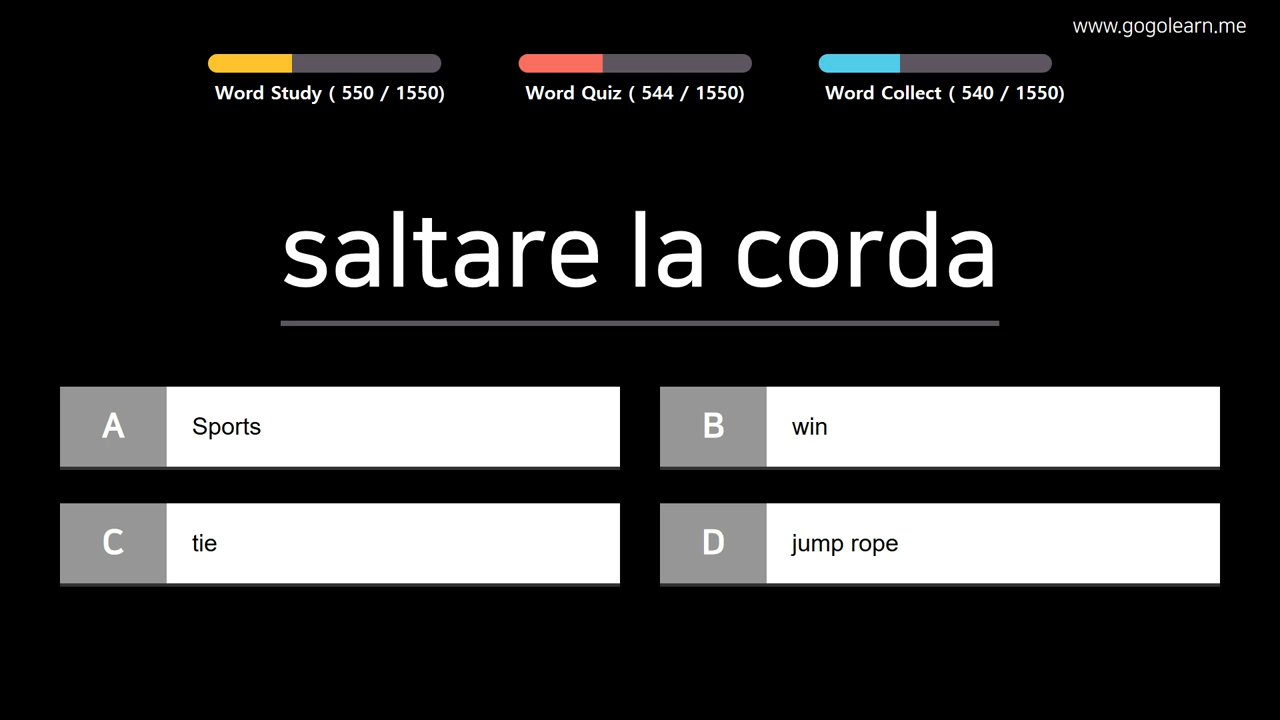 www.gogolearn.me
Word Study ( 550 / 1550)
Word Quiz ( 544 / 1550)
Word Collect ( 540 / 1550)
saltare la corda
A Sports
B win
C tie
D jump rope